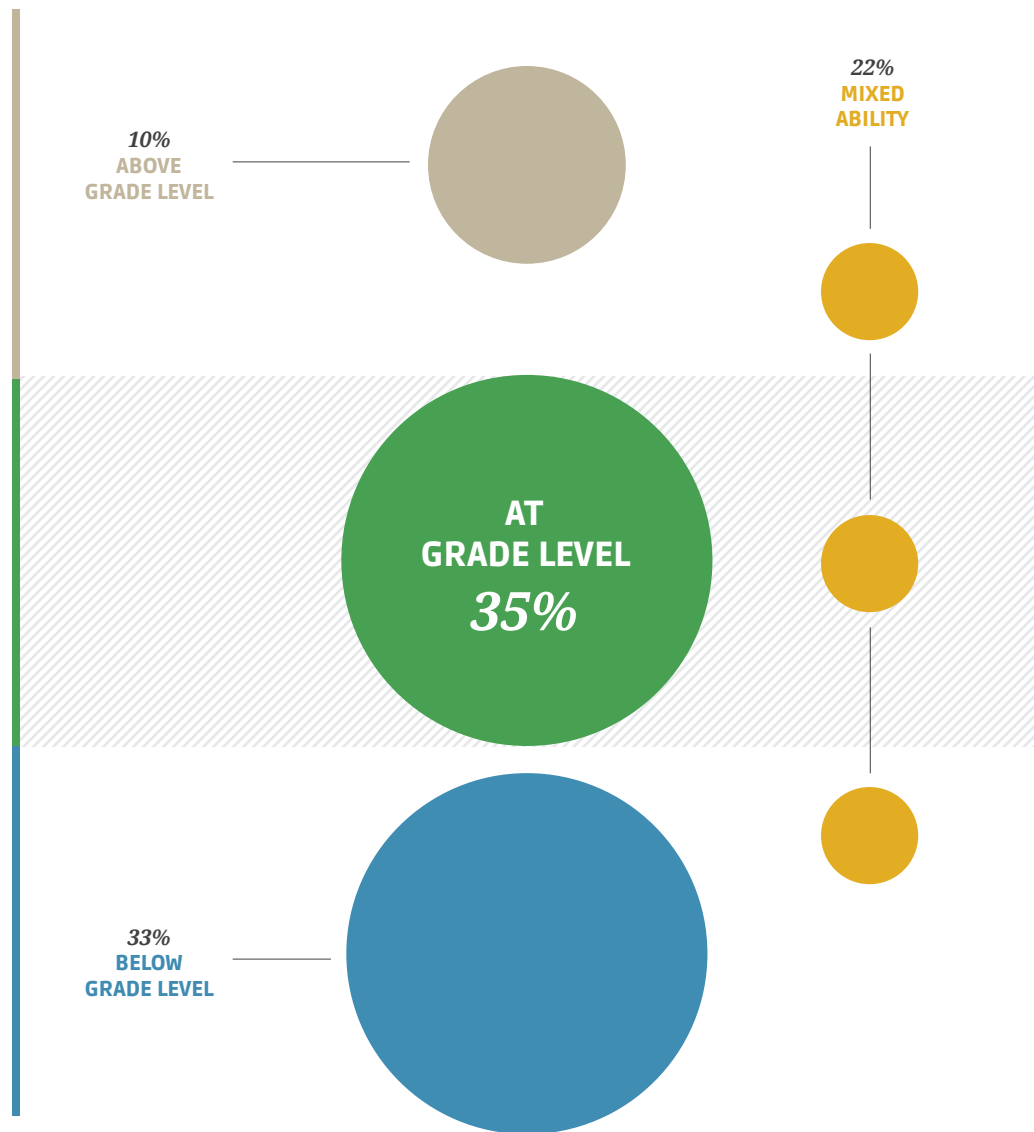 22%
MIXED
ABILITY
10%
ABOVE
GRADE LEVEL
AT
GRADE LEVEL
35%
33%
BELOW
GRADE LEVEL